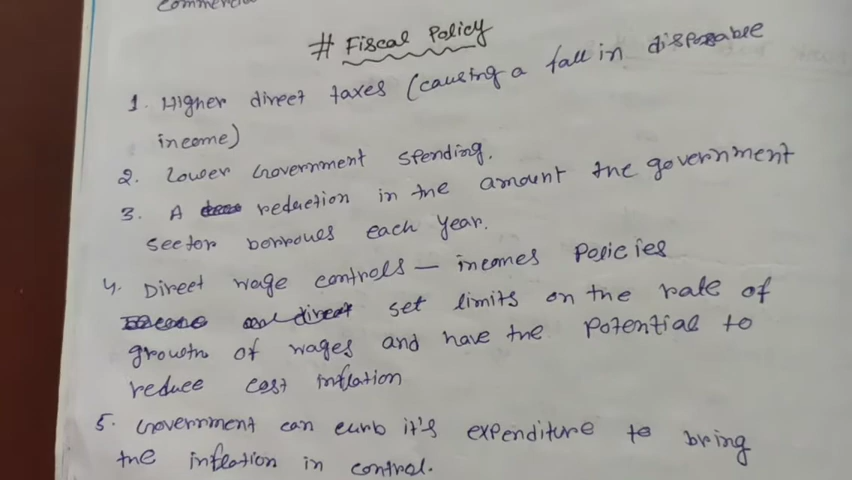 # Fiscal Policy
1. Higher direct taxes (causing a fall in disposable
income)
2. Lower Government spending.
3. A reduction in the amount the government
sector borrows each year.
4. Direct wage controls — incomes policies
set limits on the rate of
growth of wages and have the potential to
reduce cost inflation
5. Government can curb it's expenditure to bring
the inflation in control.